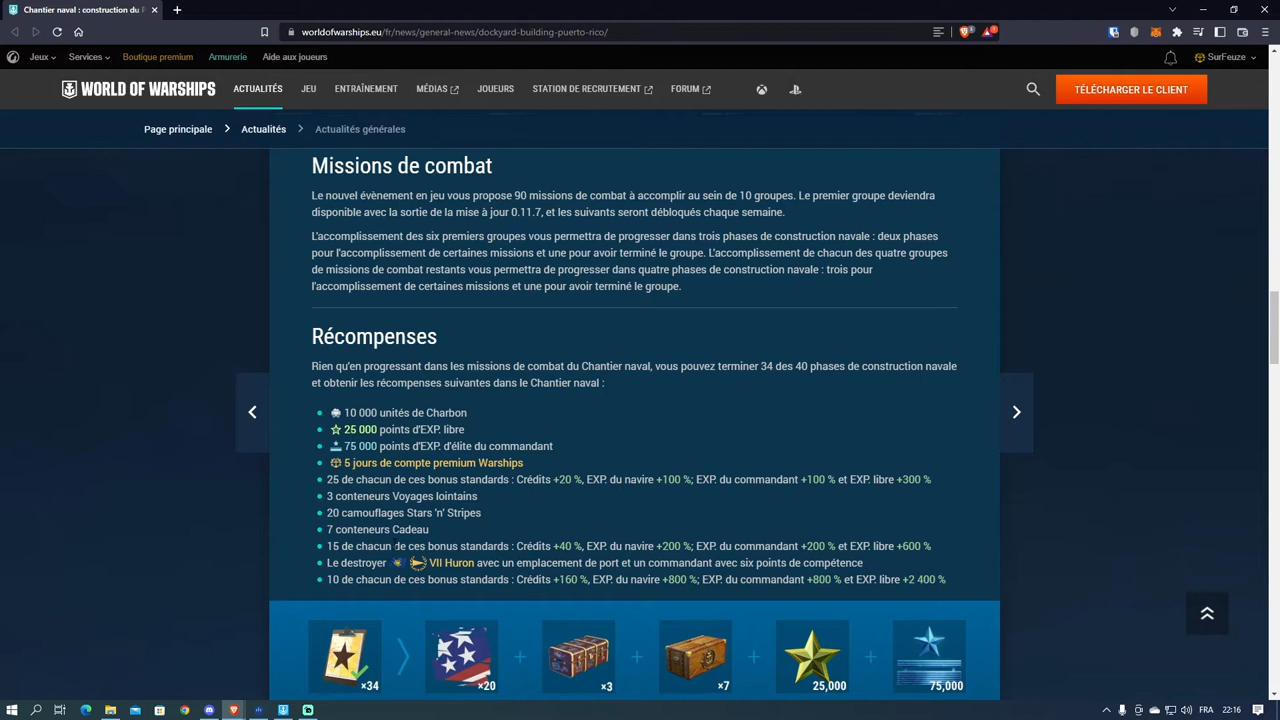 Chantier naval : construction du P
worldofwarships.eu/fr/news/general-news/dockyard-building-puerto-rico/
Jeux
Services
Boutique premium
Armurerie
Aide aux joueurs
SurFeuze
WORLD OF WARSHIPS
ACTUALITÉS
JEU
ENTRAÎNEMENT
MÉDIAS
JOUEURS
STATION DE RECRUTEMENT
FORUM
TÉLÉCHARGER LE CLIENT
Page principale
Actualités
Actualités générales
Missions de combat
Le nouvel évènement en jeu vous propose 90 missions de combat à accomplir au sein de 10 groupes. Le premier groupe deviendra
disponible avec la sortie de la mise à jour 0.11.7, et les suivants seront débloqués chaque semaine.
L'accomplissement des six premiers groupes vous permettra de progresser dans trois phases de construction navale : deux phases
pour l'accomplissement de certaines missions et une pour avoir terminé le groupe. L'accomplissement de chacun des quatre groupes
de missions de combat restants vous permettra de progresser dans quatre phases de construction navale : trois pour
l'accomplissement de certaines missions et une pour avoir terminé le groupe.
Récompenses
Rien qu'en progressant dans les missions de combat du Chantier naval, vous pouvez terminer 34 des 40 phases de construction navale
et obtenir les récompenses suivantes dans le Chantier naval :
10 000 unités de Charbon
25 000 points d'EXP. libre
75 000 points d'EXP. d'élite du commandant
5 jours de compte premium Warships
25 de chacun de ces bonus standards : Crédits +20 %, EXP. du navire +100 %; EXP. du commandant +100 % et EXP. libre +300 %
3 conteneurs Voyages lointains
20 camouflages Stars 'n' Stripes
7 conteneurs Cadeau
15 de chacun de ces bonus standards : Crédits +40 %, EXP. du navire +200 %; EXP. du commandant +200 % et EXP. libre +600 %
Le destroyer VII Huron avec un emplacement de port et un commandant avec six points de compétence
10 de chacun de ces bonus standards : Crédits +160 %, EXP. du navire +800 %; EXP. du commandant +800 % et EXP. libre +2 400 %
×34
×20
×3
×7
25,000
75,000
FRA
22:16